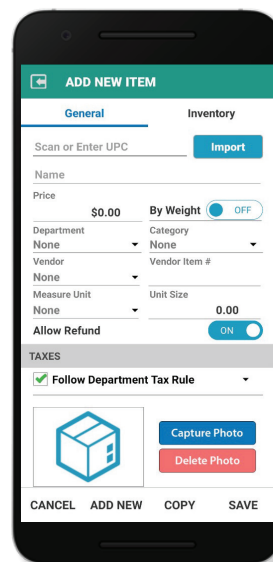 ADD NEW ITEM
General Inventory
Scan or Enter UPC Import
Name
Price
$0.00 By Weight OFF
Department Category
None None
Vendor Vendor Item #
None
Measure Unit Unit Size
None 0.00
Allow Refund ON
TAXES
Follow Department Tax Rule
Capture Photo
Delete Photo
CANCEL ADD NEW COPY SAVE